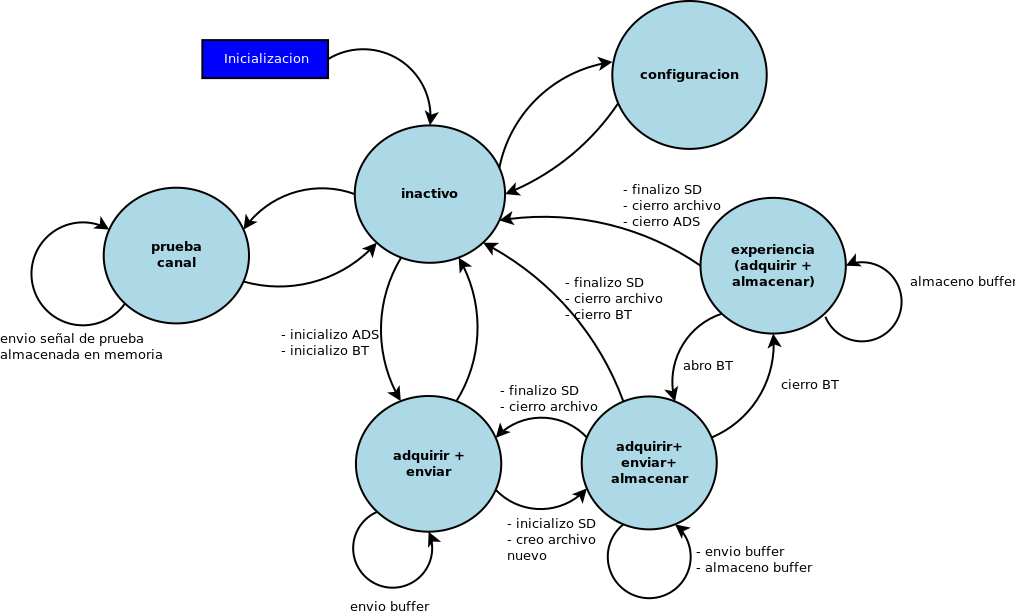 Inicializacion
configuracion
inactivo
- finalizo SD
- cierro archivo
- cierro ADS
prueba
canal
experiencia
(adquirir +
almacenar)
almaceno buffer
- finalizo SD
- cierro archivo
- cierro BT
envio señal de prueba
almacenada en memoria
- inicializo ADS
- inicializo BT
abro BT
cierro BT
- finalizo SD
- cierro archivo
adquirir +
enviar
adquirir+
enviar+
almacenar
- inicializo SD
- creo archivo
nuevo
- envio buffer
- almaceno buffer
envio buffer